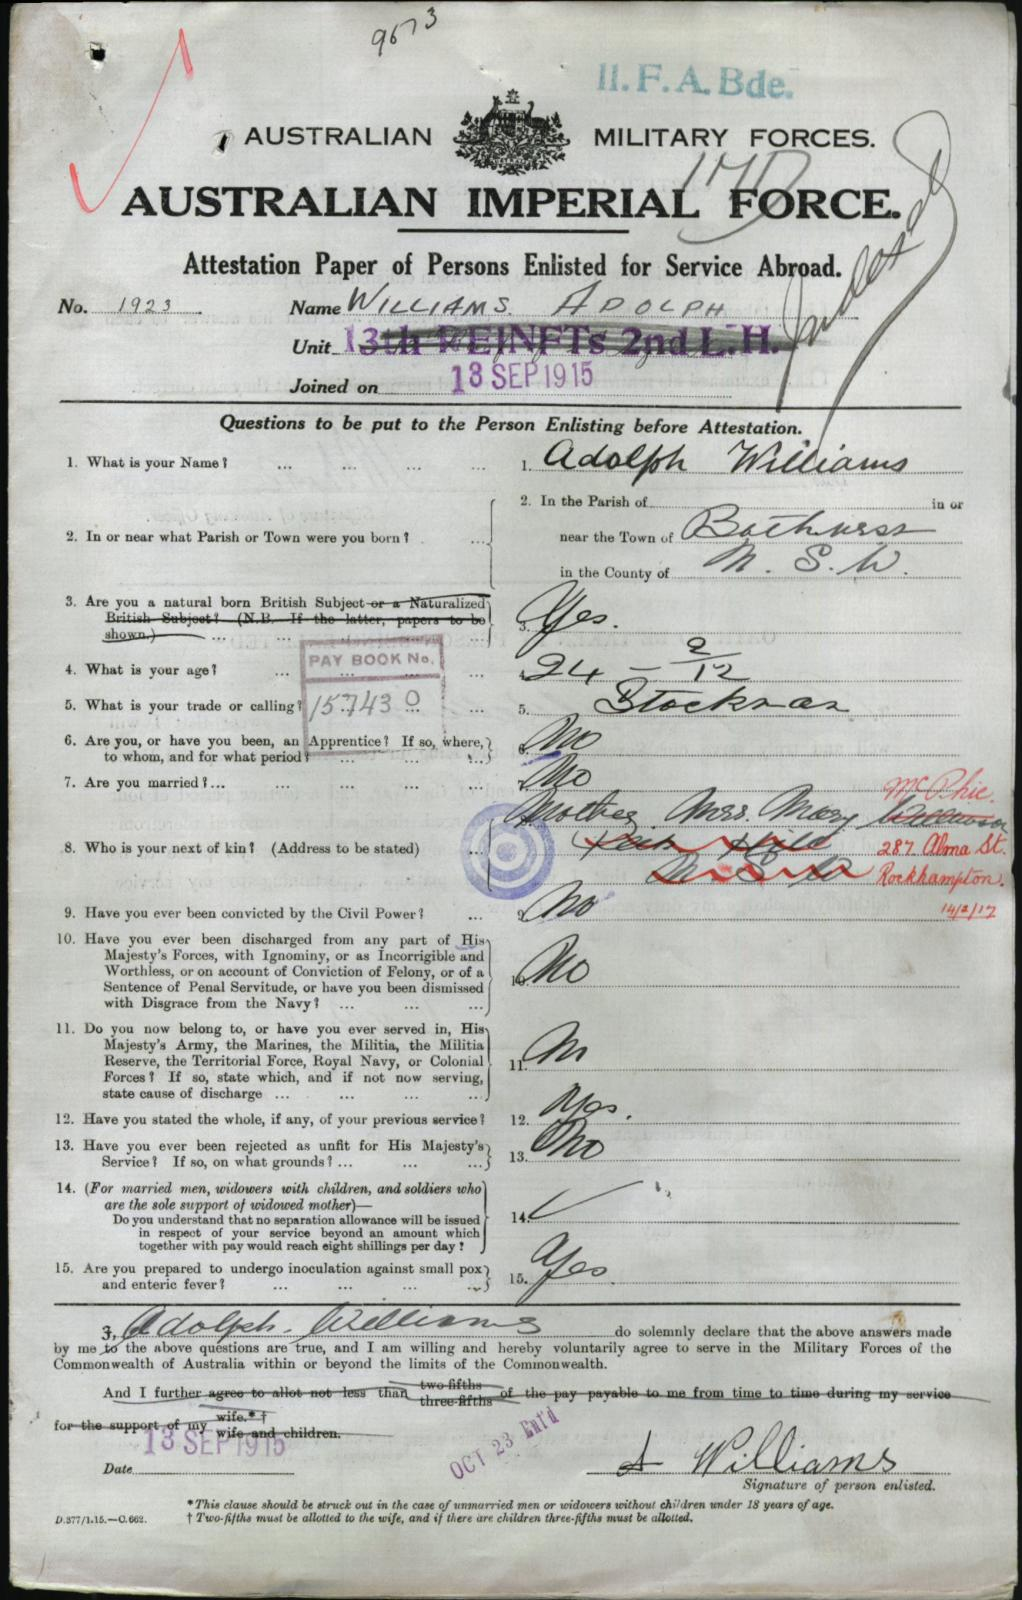 9673
11. F. A. Bde.
AUSTRALIAN MILITARY FORCES.
AUSTRALIAN IMPERIAL FORCE.
Attestation Paper of Persons Enlisted for Service Abroad.
No. 1923 Name WILLIAMS. ADOLPH
Unit 13th REINFTs 2nd L.H.
Indexed
Joined on 13 SEP 1915
Questions to be put to the Person Enlisting before Attestation.
1. What is your Name? ... ... ... ... 1. Adolph Williams
2. In or near what Parish or Town were you born? ...
2. In the Parish of in or
near the Town of Bathurst
in the County of N. S. W.
3. Are you a natural born British Subject or a Naturalized
British Subject? (N.B. If the latter, papers to be
shown.) ... ... ... ... 3. Yes.
4. What is your age? ... ... ... ... 4. 24 - 2/12
PAY BOOK No.
157430
5. What is your trade or calling? ... ... ... 5. Stockman
6. Are you, or have you been, an Apprentice? If so, where,
to whom, and for what period? ... ... ... 6. No
7. Are you married?... ... ... ... ... 7. No
8. Who is your next of kin? (Address to be stated)
8. Mother Mrs. Mary Williams McPhie.
287 Alma St.
N S W Rockhampton.
14/2/17
9. Have you ever been convicted by the Civil Power? ... 9. No
10. Have you ever been discharged from any part of His
Majesty's Forces, with Ignominy, or as Incorrigible and
Worthless, or on account of Conviction of Felony, or of a
Sentence of Penal Servitude, or have you been dismissed
with Disgrace from the Navy? ... ... ... 10. No
11. Do you now belong to, or have you ever served in, His
Majesty's Army, the Marines, the Militia, the Militia
Reserve, the Territorial Force, Royal Navy, or Colonial
Forces? If so, state which, and if not now serving,
state cause of discharge ... ... ... ... 11. No
12. Have you stated the whole, if any, of your previous service? 12. Yes.
13. Have you ever been rejected as unfit for His Majesty's
Service? If so, on what grounds? ... ... ... 13. No
14. (For married men, widowers with children, and soldiers who
are the sole support of widowed mother)—
Do you understand that no separation allowance will be issued
in respect of your service beyond an amount which
together with pay would reach eight shillings per day? 14.
15. Are you prepared to undergo inoculation against small pox
and enteric fever? ... ... ... ... 15. Yes
I, Adolph. Williams do solemnly declare that the above answers made
by me to the above questions are true, and I am willing and hereby voluntarily agree to serve in the Military Forces of the
Commonwealth of Australia within or beyond the limits of the Commonwealth.
And I further agree to allot not less than two-fifths three-fifths of the pay payable to me from time to time during my service
for the support of my wife.*† wife and children.
13 SEP 1915
OCT 23 Ent'd
Date A Williams
Signature of person enlisted.
* This clause should be struck out in the case of unmarried men or widowers without children under 18 years of age.
D.377/1.15.—C.662. † Two-fifths must be allotted to the wife, and if there are children three-fifths must be allotted.